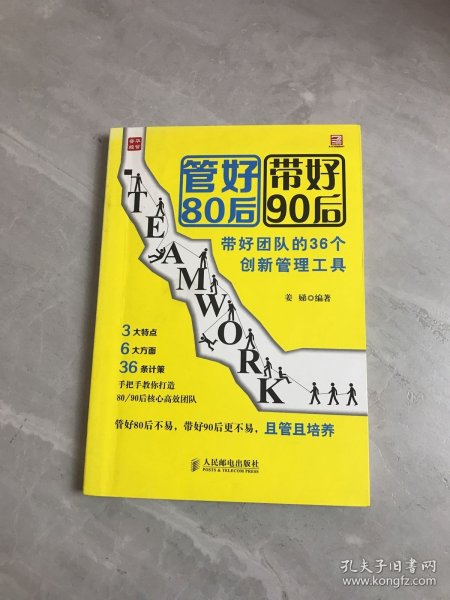 普华
经管
管好
80后
带好
90后
带好团队的36个
创新管理工具
姜娣◎编著
TEAMWORK
3大特点
6大方面
36条计策
手把手教你打造
80/90后核心高效团队
管好80后不易，带好90后更不易，且管且培养
人民邮电出版社
POSTS & TELECOM PRESS
孔夫子旧书网
www.kongfz.com